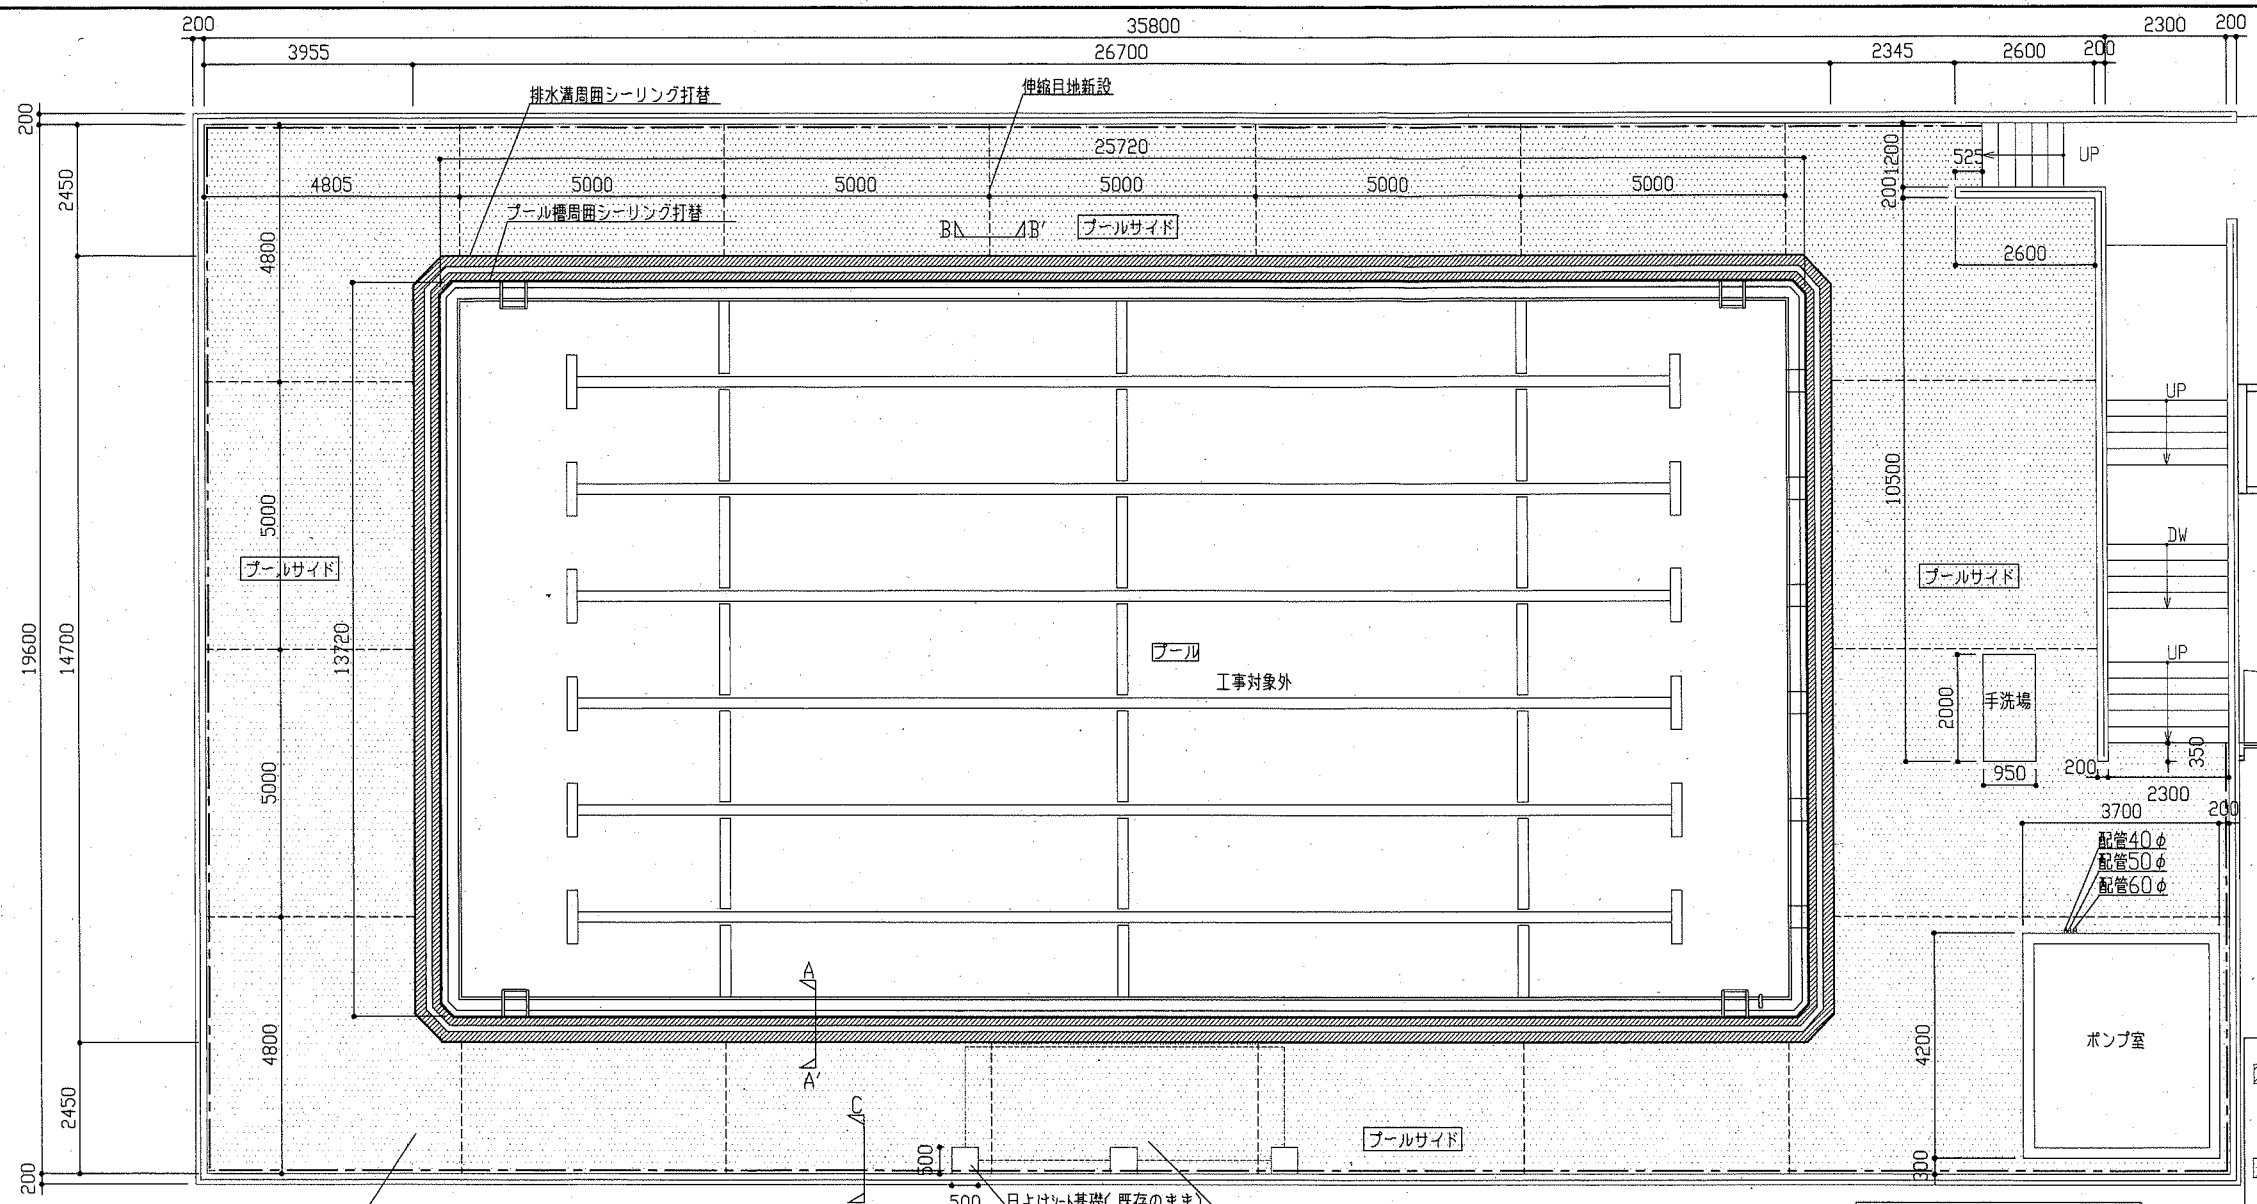 200
35800
2300
200
3955
26700
2345
2600
200
排水溝周囲シーリング打替
伸縮目地新設
200
25720
1200
525
UP
2450
4805
5000
5000
5000
5000
5000
200
プール槽周囲シーリング打替
B
B'
プールサイド
4800
2600
UP
5000
10500
DW
プールサイド
プールサイド
19600
14700
13720
プール
工事対象外
UP
2000
手洗場
350
5000
950
200
2300
3700
200
配管40φ
配管50φ
配管60φ
A
4800
4200
ポンプ室
A'
2450
C
プールサイド
500
300
200
500
日よけシート基礎(既存のまま)